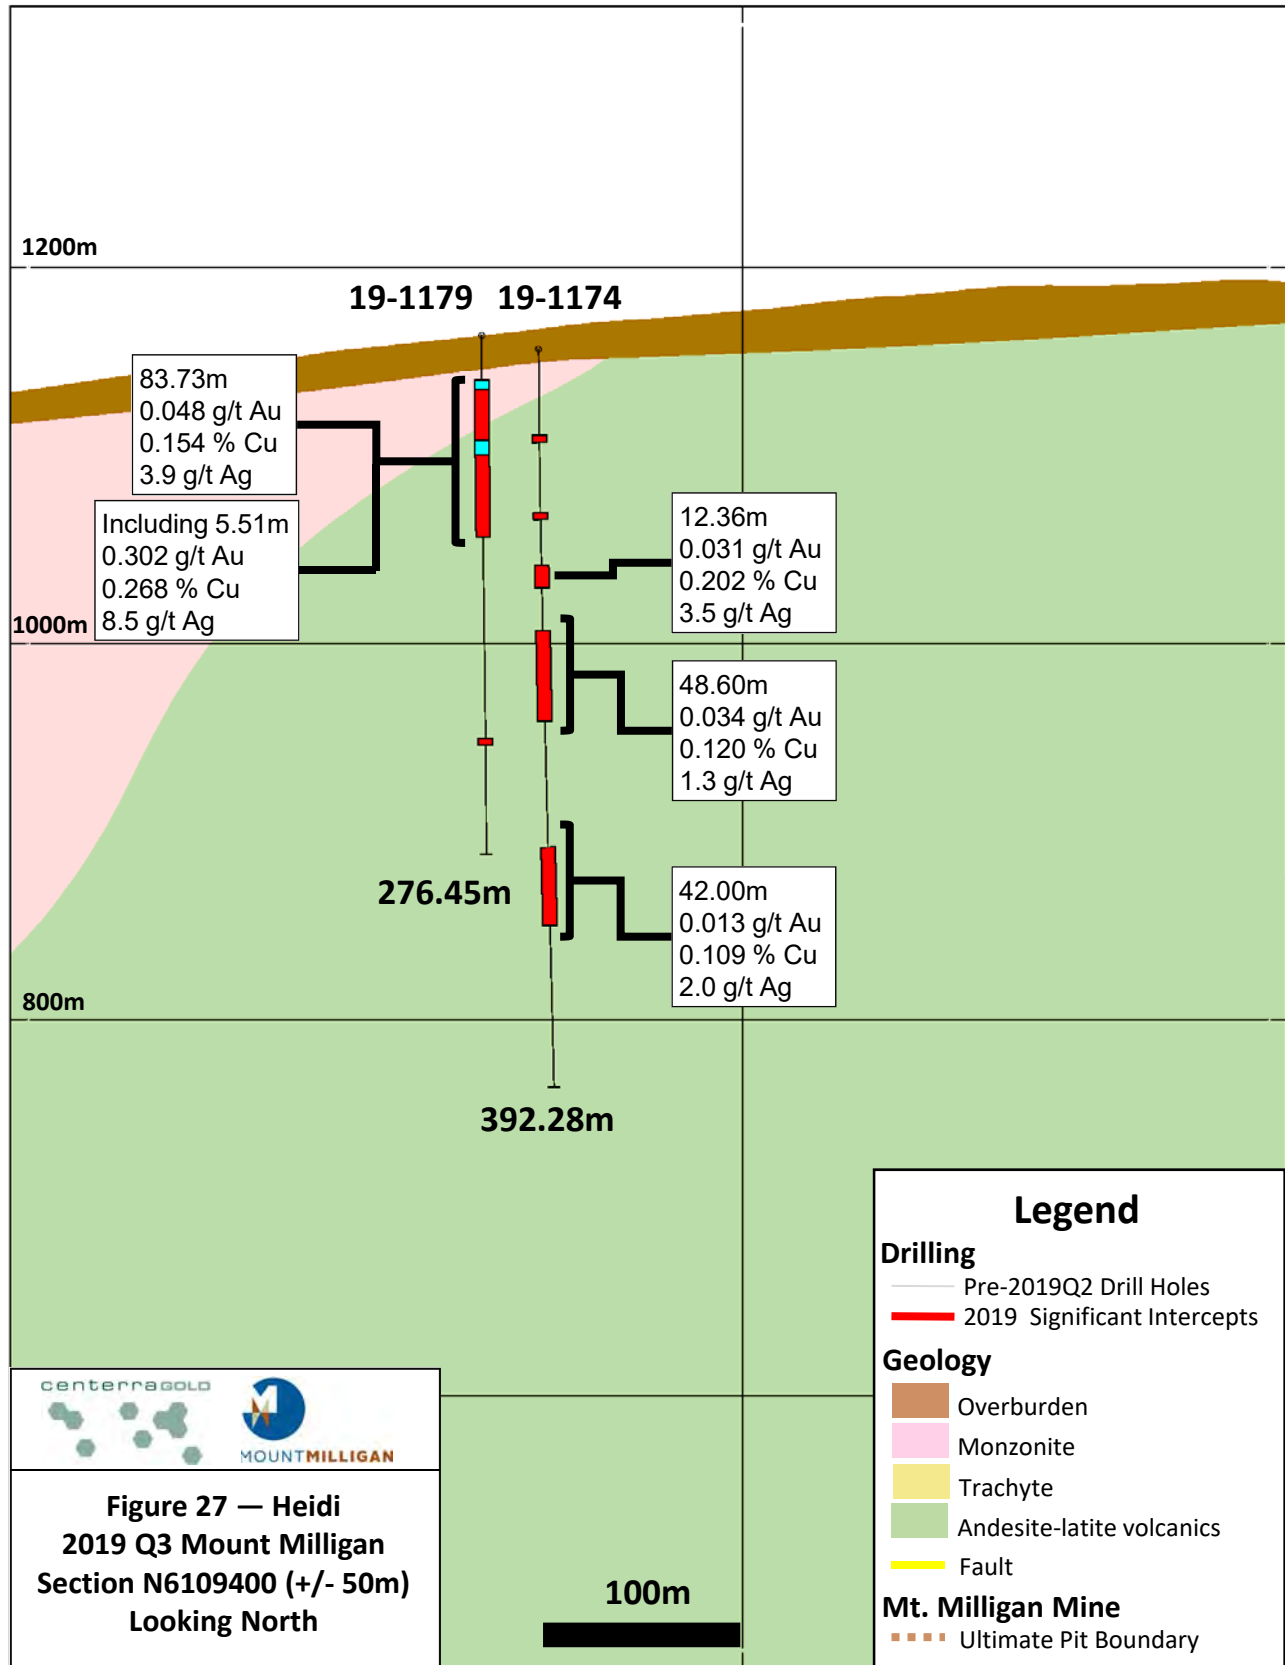 1200m
19-1179 19-1174
83.73m
0.048 g/t Au
0.154 % Cu
3.9 g/t Ag
Including 5.51m
0.302 g/t Au
0.268 % Cu
8.5 g/t Ag
12.36m
0.031 g/t Au
0.202 % Cu
3.5 g/t Ag
1000m
48.60m
0.034 g/t Au
0.120 % Cu
1.3 g/t Ag
276.45m
42.00m
0.013 g/t Au
0.109 % Cu
2.0 g/t Ag
800m
392.28m
Legend
Drilling
Pre-2019Q2 Drill Holes
2019 Significant Intercepts
Geology
Overburden
Monzonite
Trachyte
Andesite-latite volcanics
Fault
Mt. Milligan Mine
Ultimate Pit Boundary
centerraGOLD
M
MOUNTMILLIGAN
Figure 27 — Heidi
2019 Q3 Mount Milligan
Section N6109400 (+/- 50m)
Looking North
100m